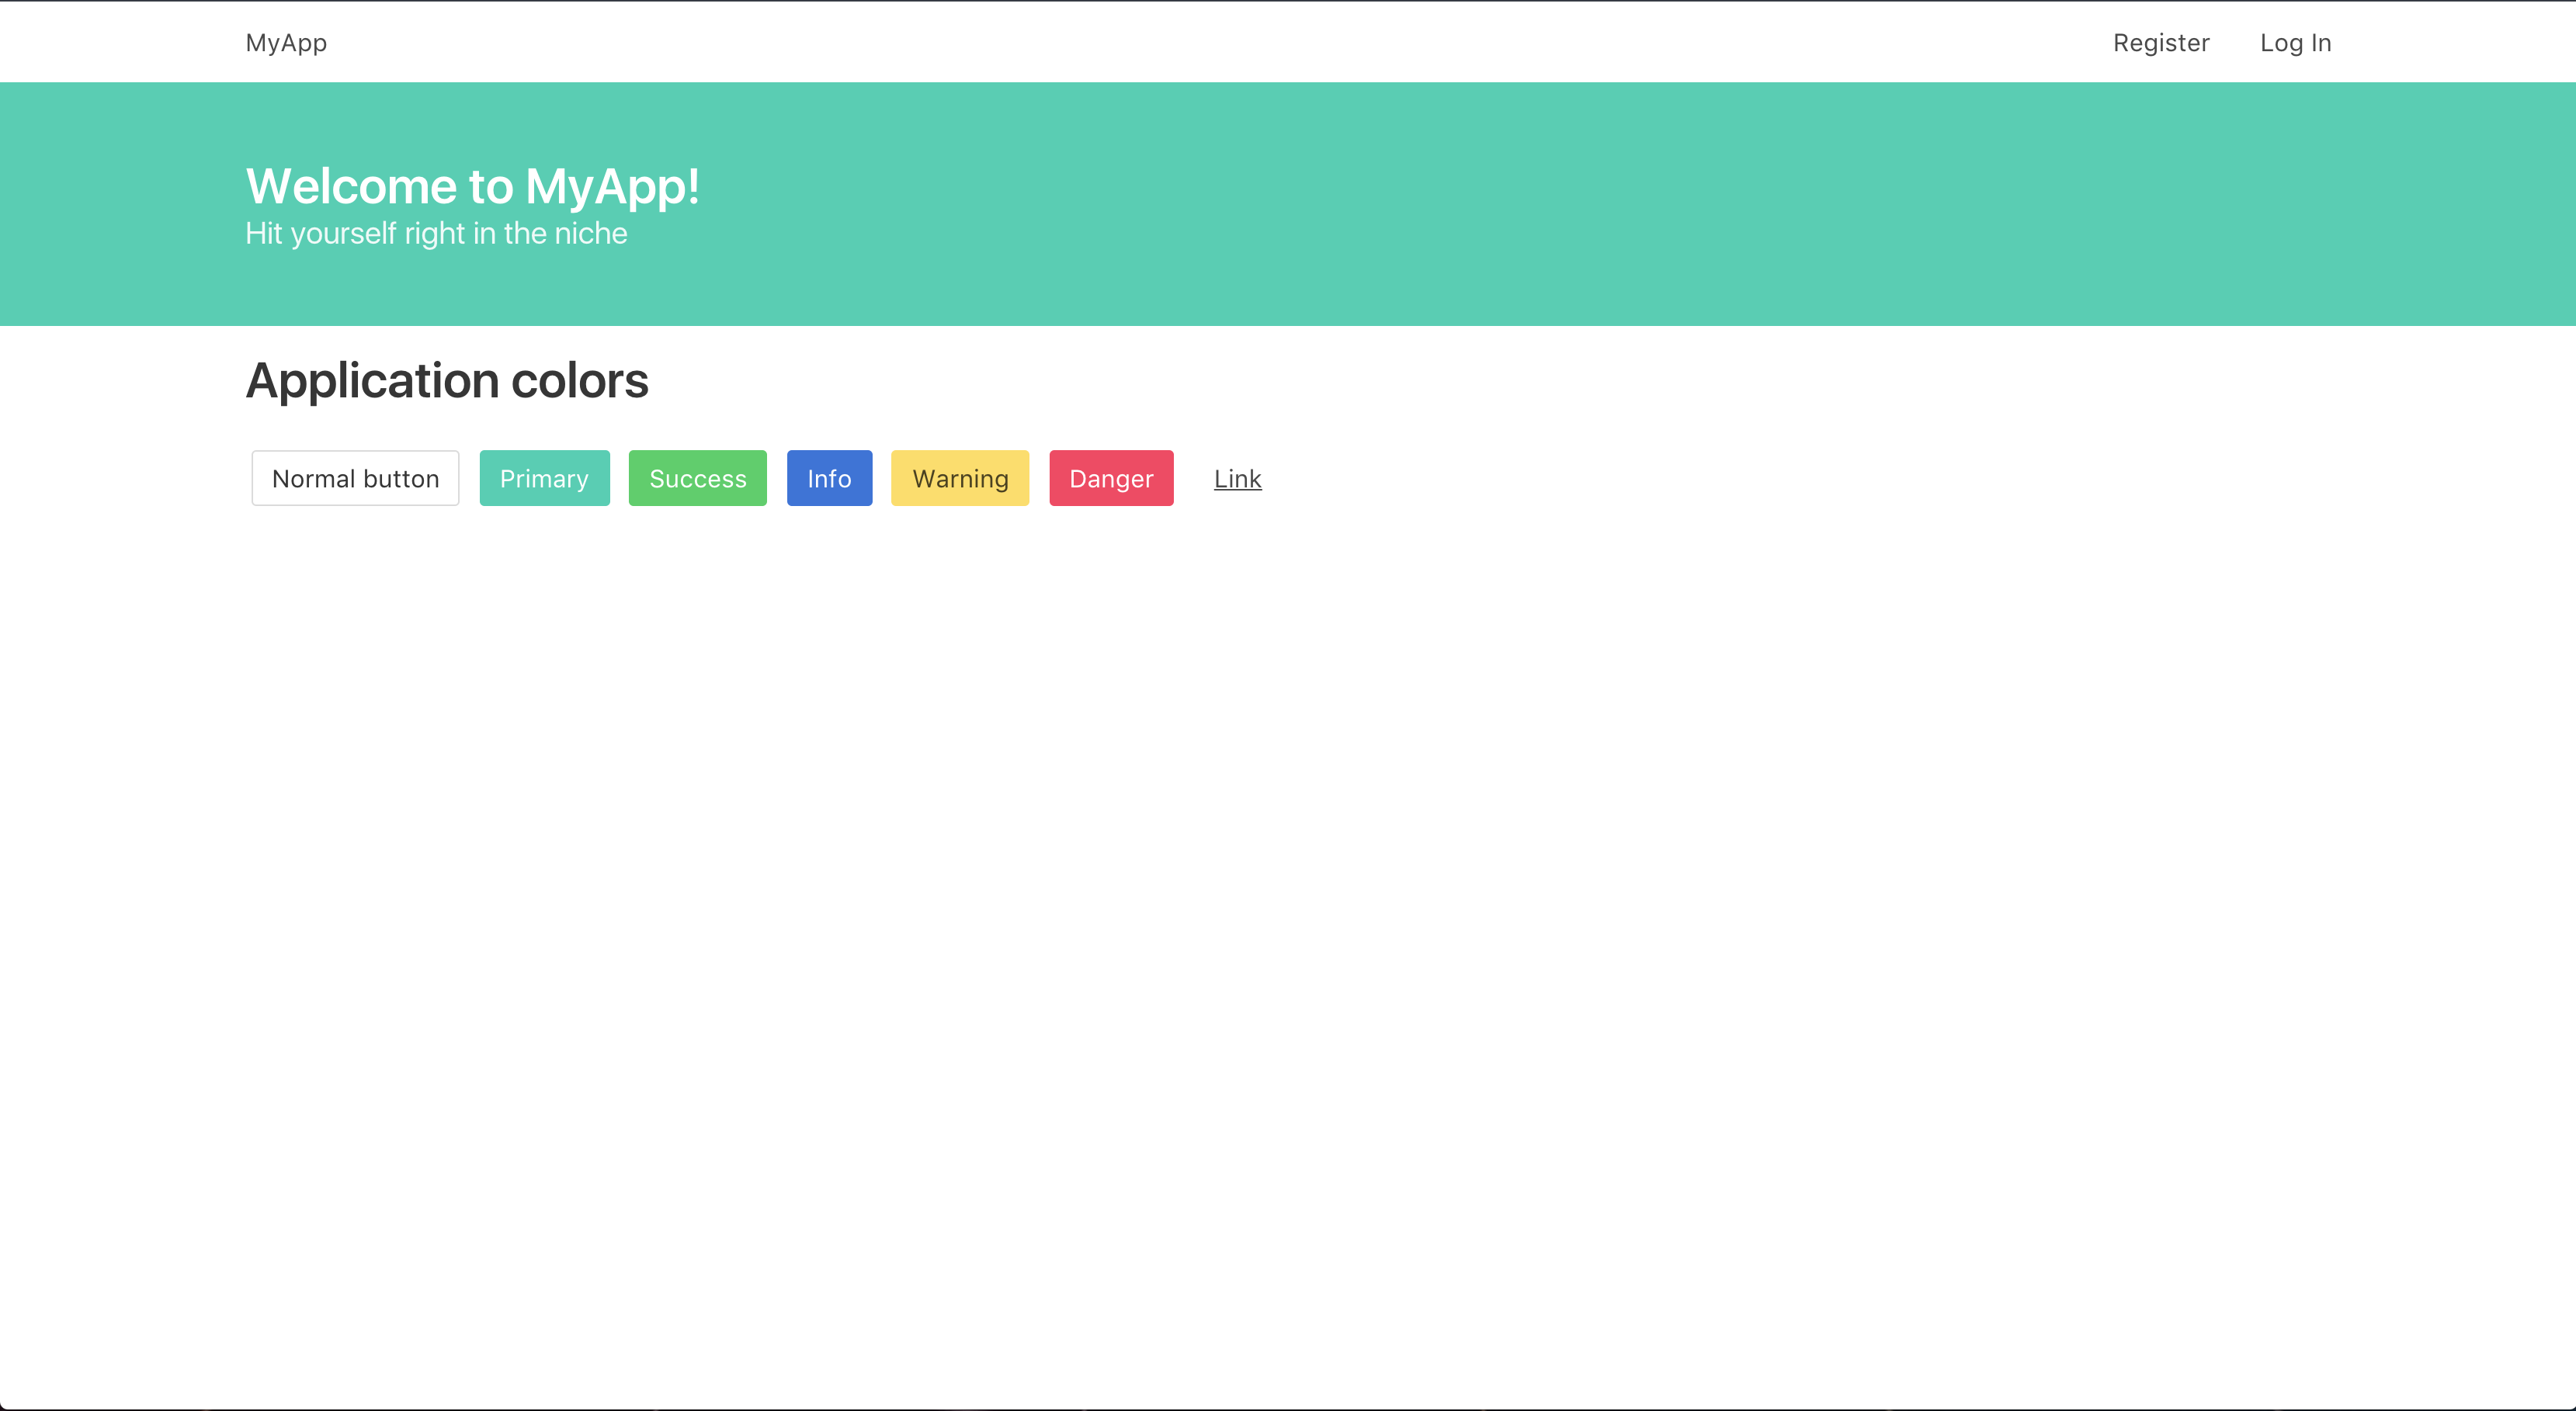 MyApp Register Log In
Welcome to MyApp!
Hit yourself right in the niche
Application colors
Normal button Primary Success Info Warning Danger Link